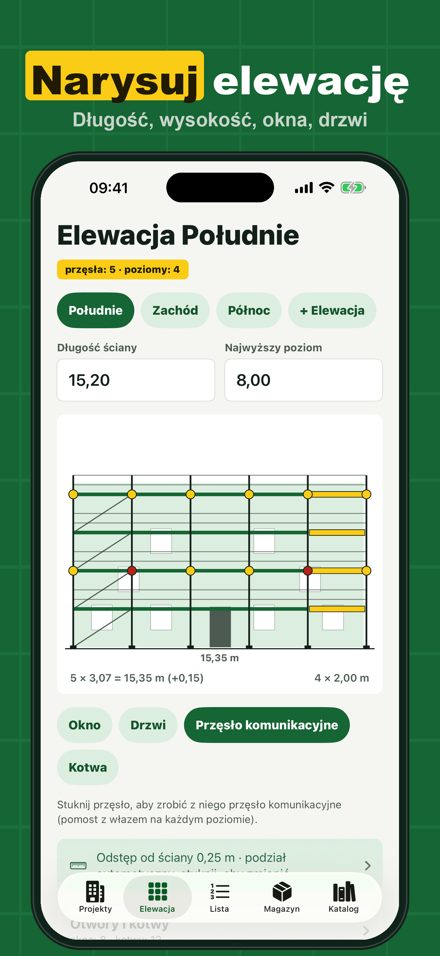 Narysuj elewację
Długość, wysokość, okna, drzwi
09:41
Elewacja Południe
przęsła: 5 · poziomy: 4
Południe Zachód Północ + Elewacja
Długość ściany Najwyższy poziom
15,20 8,00
15,35 m
5 × 3,07 = 15,35 m (+0,15) 4 × 2,00 m
Okno Drzwi Przęsło komunikacyjne
Kotwa
Stuknij przęsło, aby zrobić z niego przęsło komunikacyjne
(pomost z włazem na każdym poziomie).
Odstęp od ściany 0,25 m · podział
Projekty Elewacja Lista Magazyn Katalog
Otwory i kotwy